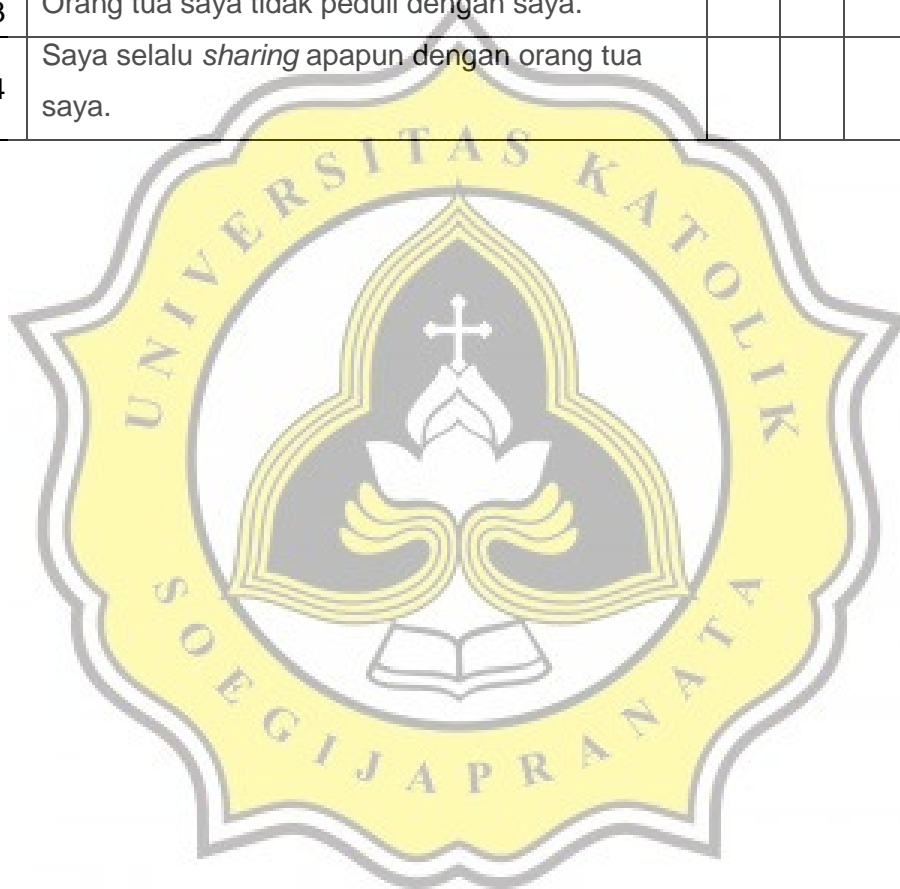 3 Orang tua saya tidak peduli dengan saya.
4 Saya selalu sharing apapun dengan orang tua
saya.
UNIVERSITAS KATOLIK
SOEGIJAPRANATA